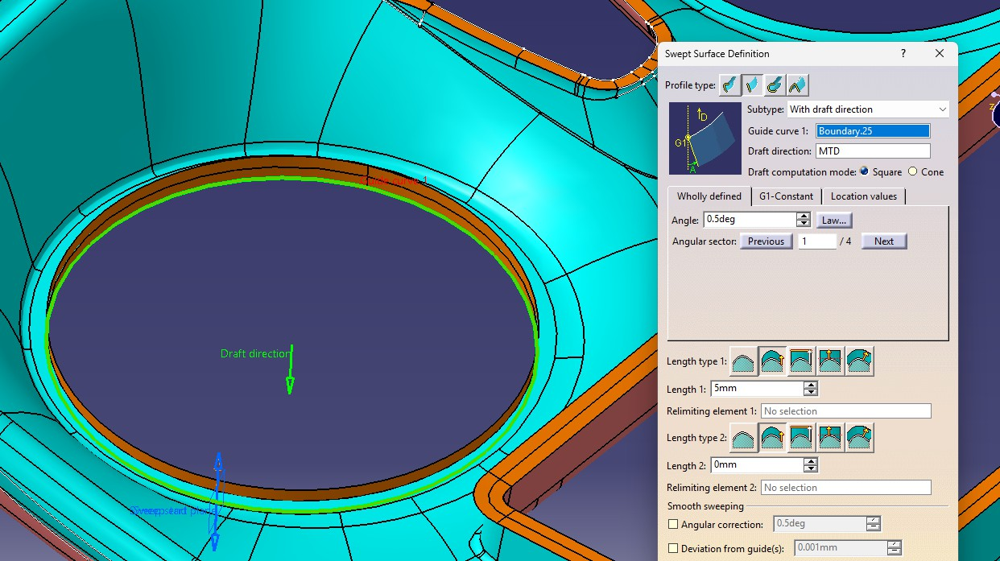 Swept Surface Definition ?
Profile type:
Subtype: With draft direction
D
G1
A
Guide curve 1: Boundary.25
Draft direction: MTD
Draft computation mode: Square Cone
Wholly defined G1-Constant Location values
Angle: 0.5deg Law...
Angular sector: Previous 1 / 4 Next
Length type 1:
Length 1: 5mm
Relimiting element 1: No selection
Length type 2:
Length 2: 0mm
Relimiting element 2: No selection
Smooth sweeping
Angular correction: 0.5deg
Deviation from guide(s): 0.001mm
Guide curve 1
Draft direction
plane
Z